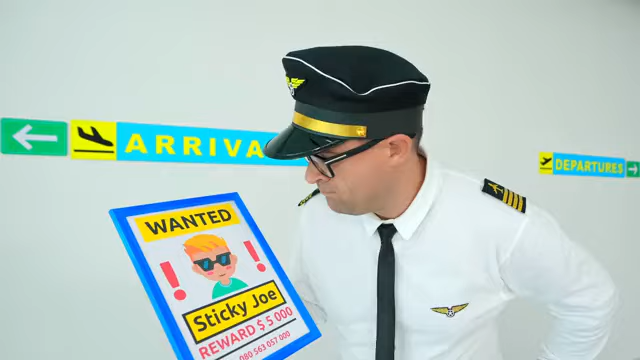 ARRIVA
DEPARTURES
WANTED
! !
Sticky Joe
REWARD $ 5 000
080 563 057 000